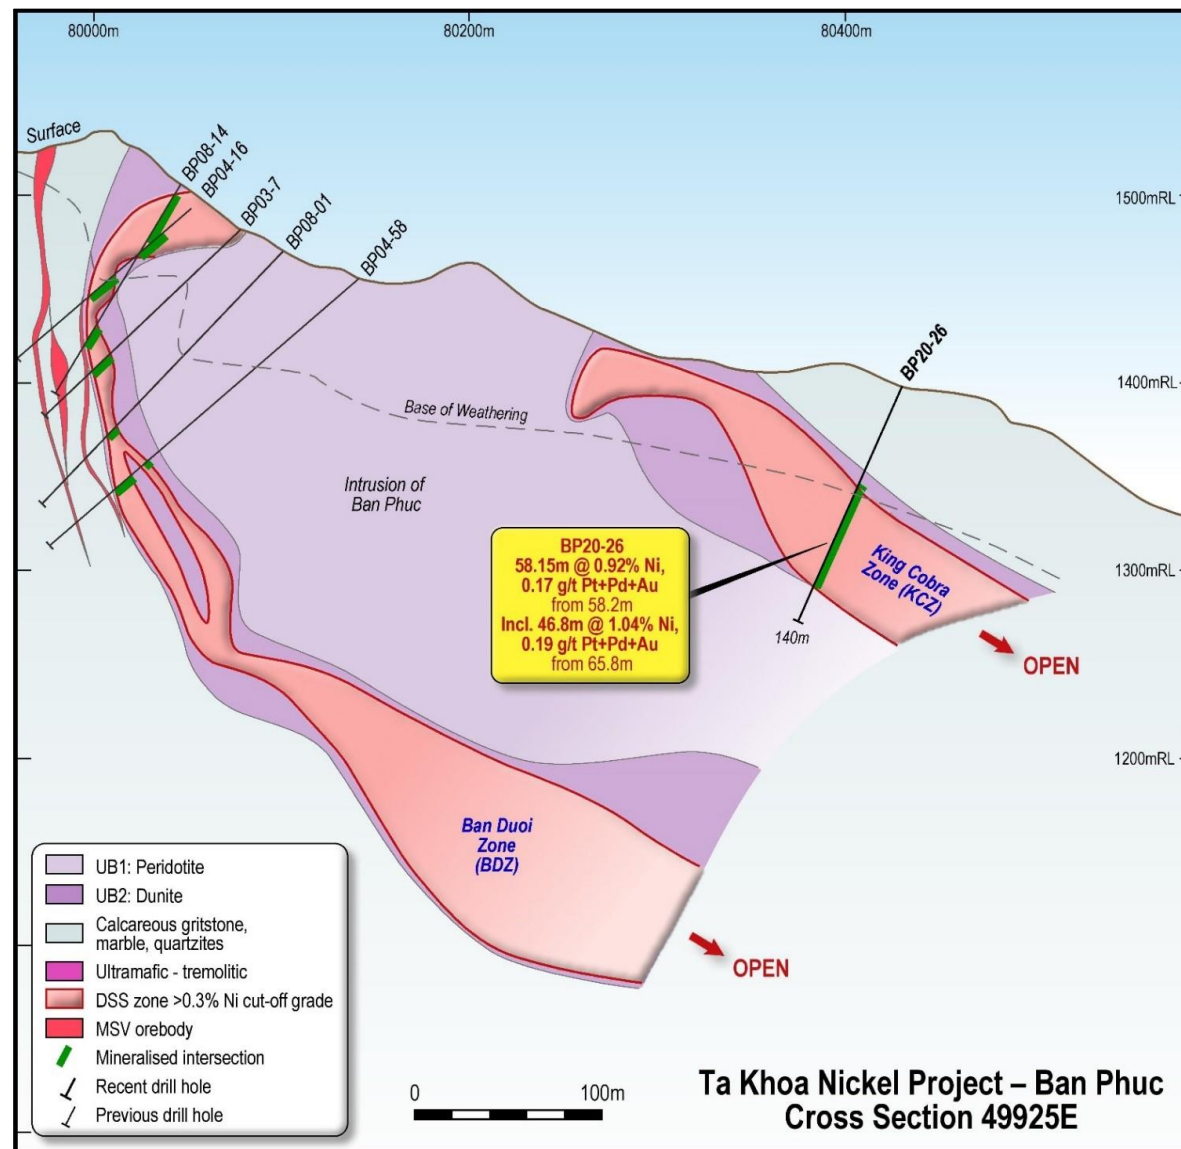 80000m
80200m
80400m
Surface
BP08-14
BP04-16
BP03-7
BP08-01
BP04-58
BP20-26
1500mRL
1400mRL
1300mRL
1200mRL
Base of Weathering
Intrusion of
Ban Phuc
BP20-26
58.15m @ 0.92% Ni,
0.17 g/t Pt+Pd+Au
from 58.2m
Incl. 46.8m @ 1.04% Ni,
0.19 g/t Pt+Pd+Au
from 65.8m
140m
King Cobra
Zone (KCZ)
OPEN
Ban Duoi
Zone
(BDZ)
OPEN
UB1: Peridotite
UB2: Dunite
Calcareous gritstone,
marble, quartzites
Ultramafic - tremolitic
DSS zone >0.3% Ni cut-off grade
MSV orebody
Mineralised intersection
Recent drill hole
Previous drill hole
0
100m
Ta Khoa Nickel Project – Ban Phuc
Cross Section 49925E